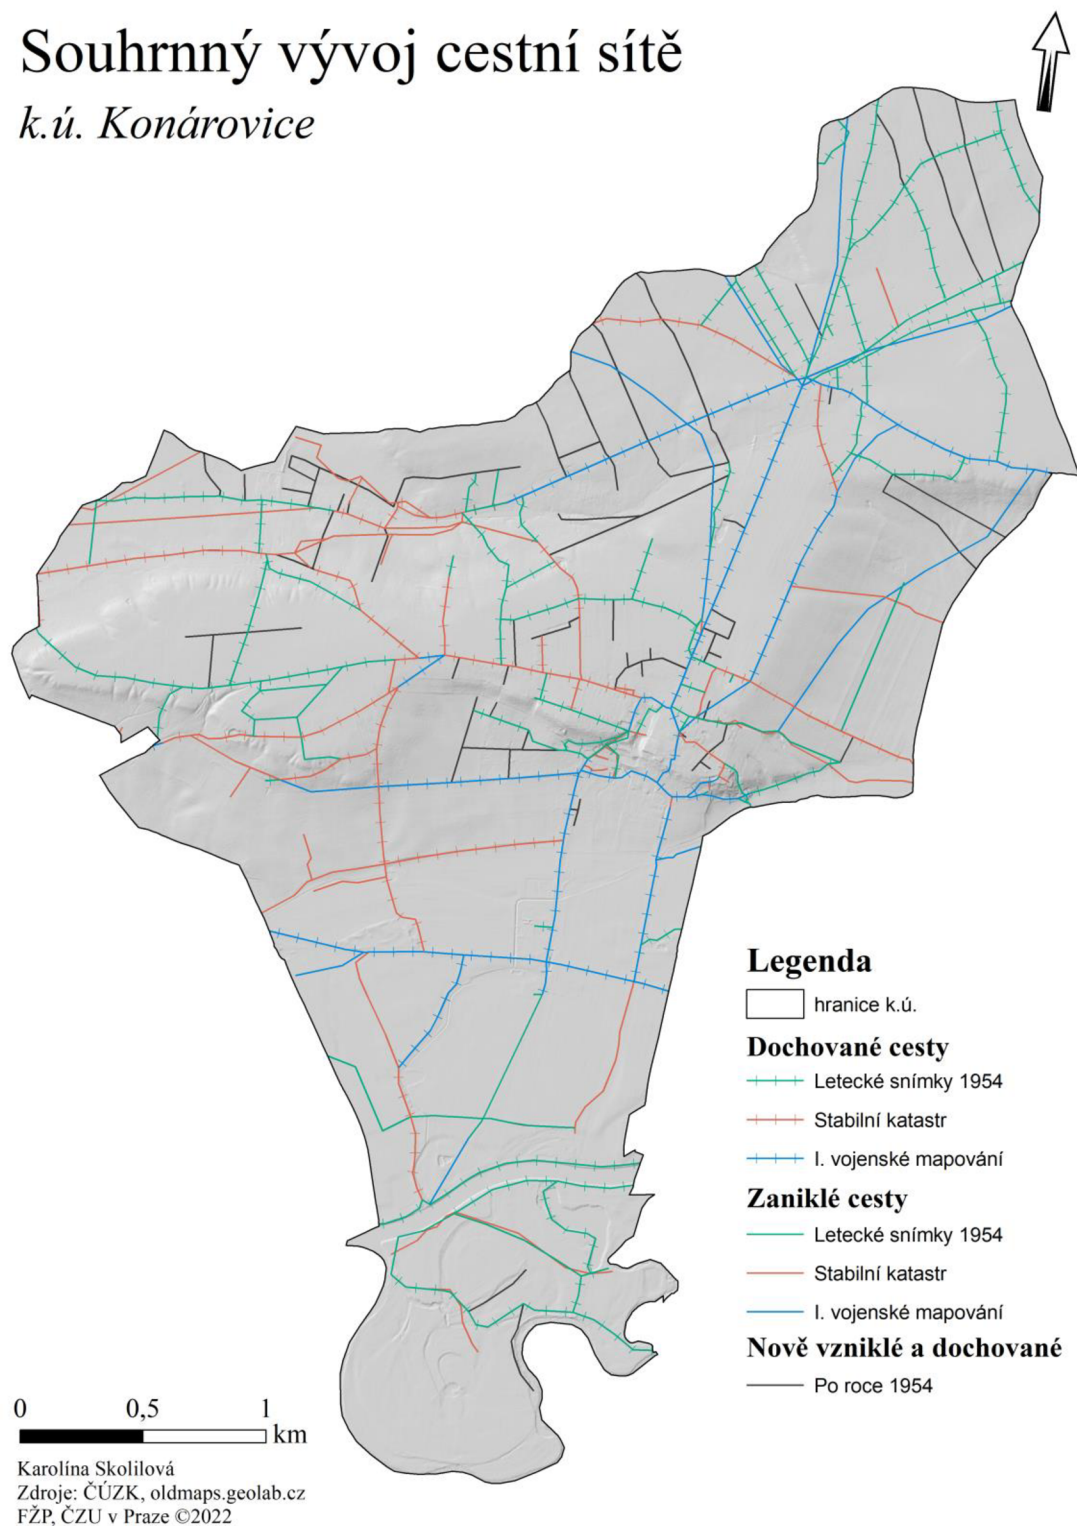 Souhrnný vývoj cestní sítě
k.ú. Konárovice
Legenda
hranice k.ú.
Dochované cesty
Letecké snímky 1954
Stabilní katastr
I. vojenské mapování
Zaniklé cesty
Letecké snímky 1954
Stabilní katastr
I. vojenské mapování
Nově vzniklé a dochované
Po roce 1954
0 0,5 1
km
Karolína Skolilová
Zdroje: ČÚZK, oldmaps.geolab.cz
FŽP, ČZU v Praze ©2022